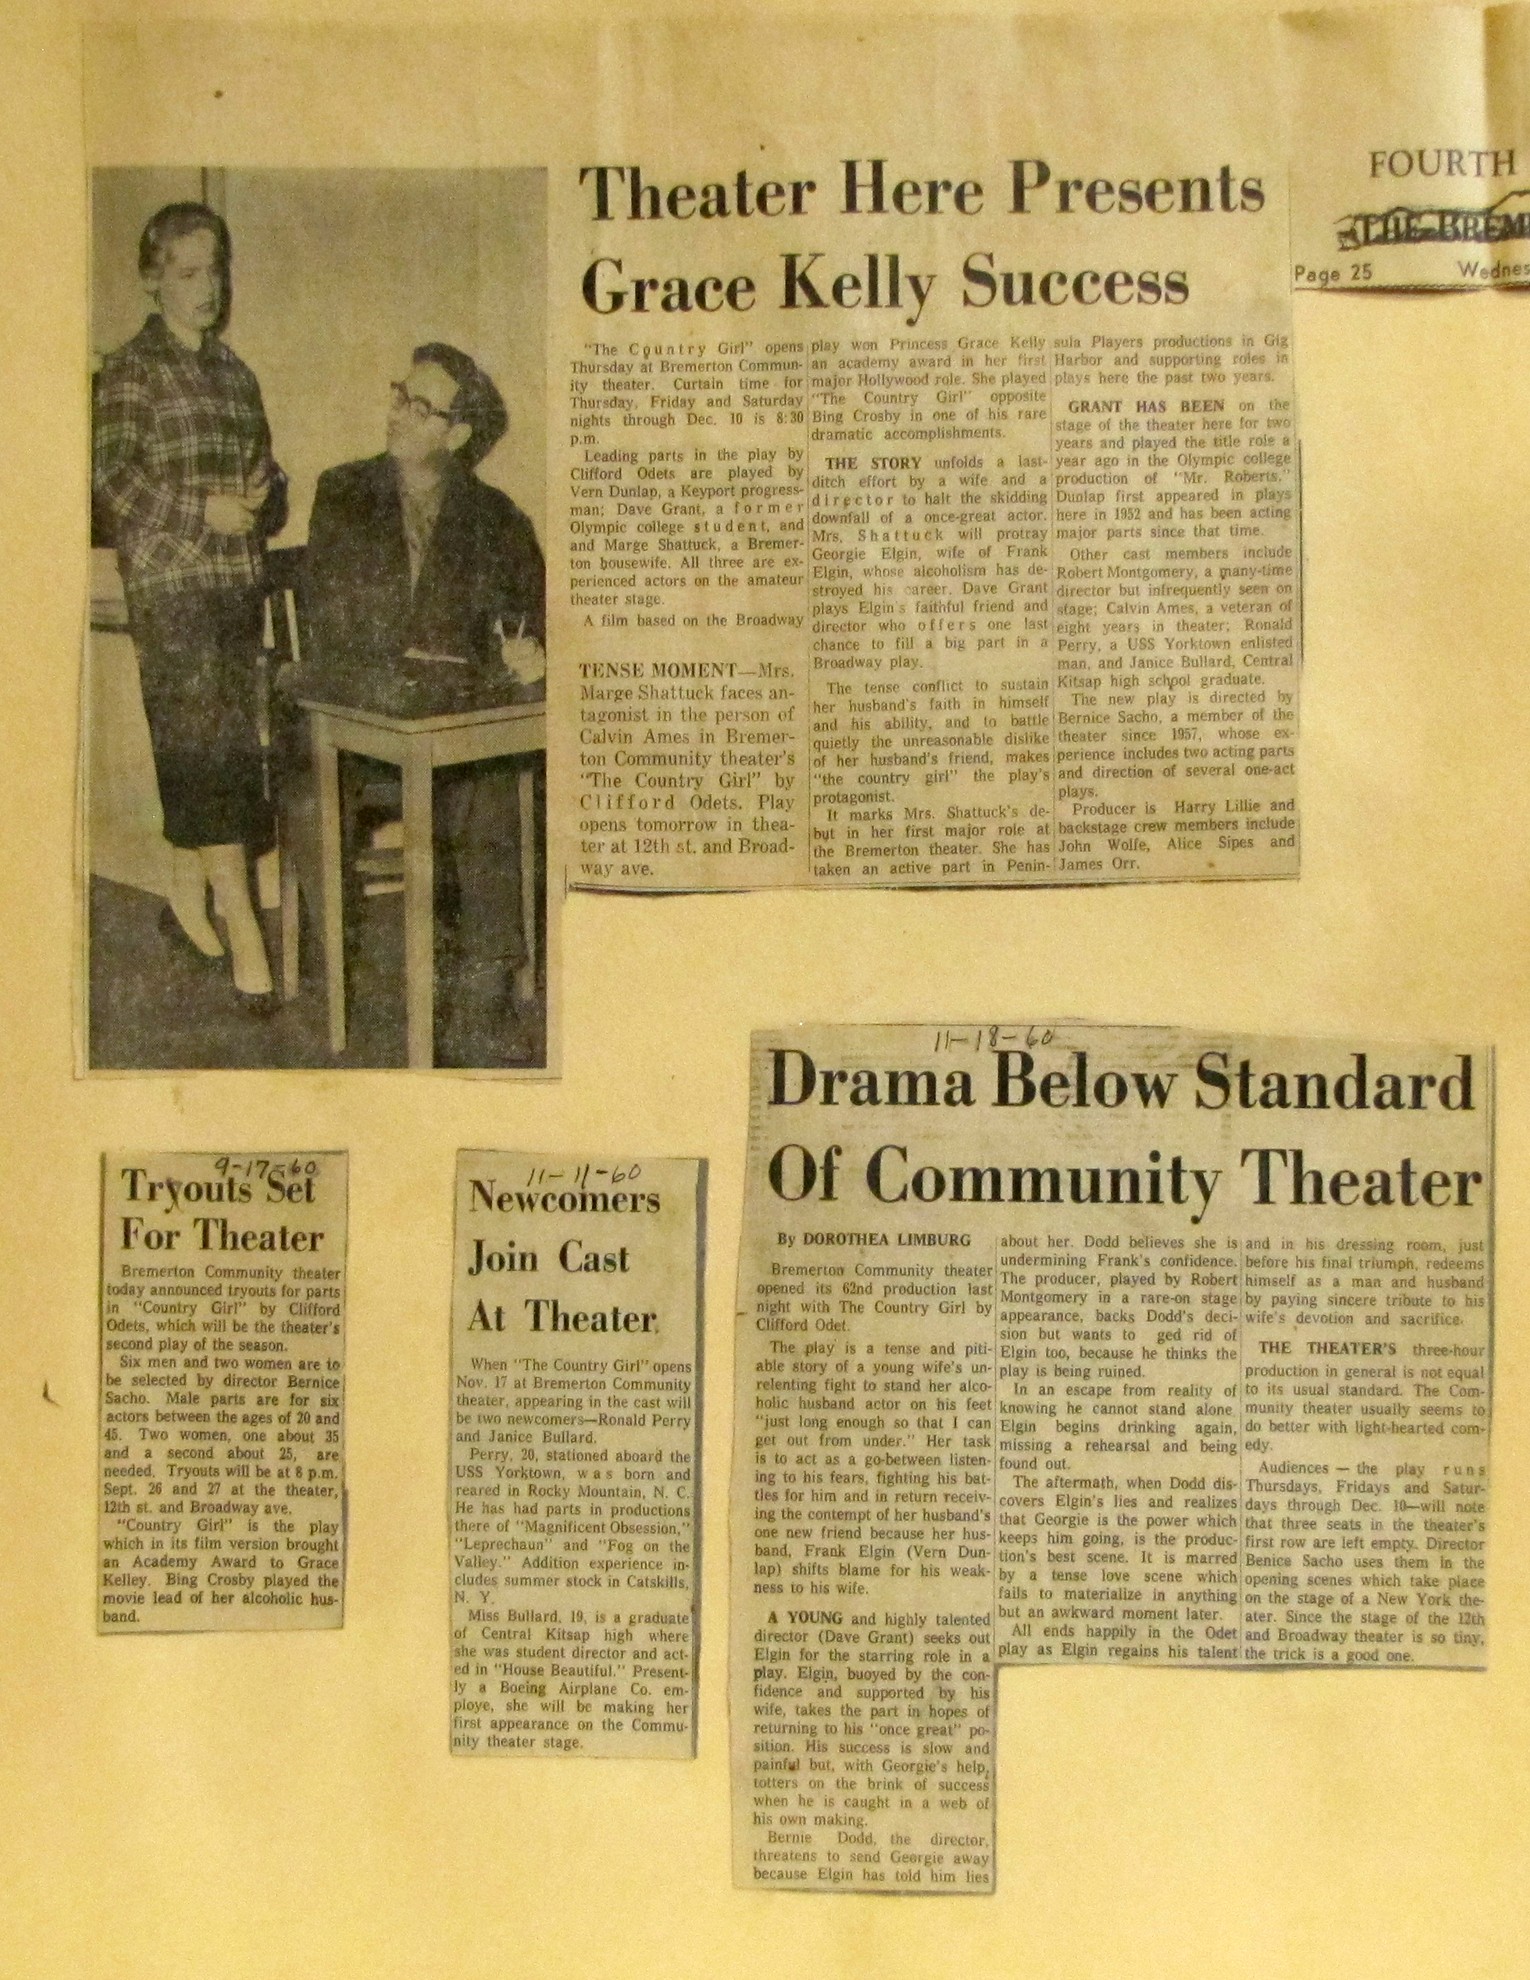 Theater Here Presents
Grace Kelly Success
"The Country Girl" opens
Thursday at Bremerton Commun-
ity theater. Curtain time for
Thursday, Friday and Saturday
nights through Dec. 10 is 8:30
p.m.
Leading parts in the play by
Clifford Odets are played by
Vern Dunlap, a Keyport progress-
man; Dave Grant, a former
Olympic college student, and
and Marge Shattuck, a Bremer-
ton housewife. All three are ex-
perienced actors on the amateur
theater stage.
A film based on the Broadway
play won Princess Grace Kelly
an academy award in her first
major Hollywood role. She played
"The Country Girl" opposite
Bing Crosby in one of his rare
dramatic accomplishments.
THE STORY unfolds a last-
ditch effort by a wife and a
director to halt the skidding
downfall of a once-great actor.
Mrs. Shattuck will protray
Georgie Elgin, wife of Frank
Elgin, whose alcoholism has de-
stroyed his career. Dave Grant
plays Elgin's faithful friend and
director who offers one last
chance to fill a big part in a
Broadway play.
The tense conflict to sustain
her husband's faith in himself
and his ability, and to battle
quietly the unreasonable dislike
of her husband's friend, makes
"the country girl" the play's
protagonist.
It marks Mrs. Shattuck's de-
but in her first major role at
the Bremerton theater. She has
taken an active part in Penin-
sula Players productions in Gig
Harbor and supporting roles in
plays here the past two years.
GRANT HAS BEEN on the
stage of the theater here for two
years and played the title role a
year ago in the Olympic college
production of "Mr. Roberts."
Dunlap first appeared in plays
here in 1952 and has been acting
major parts since that time.
Other cast members include
Robert Montgomery, a many-time
director but infrequently seen on
stage; Calvin Ames, a veteran of
eight years in theater; Ronald
Perry, a USS Yorktown enlisted
man, and Janice Bullard, Central
Kitsap high school graduate.
The new play is directed by
Bernice Sacho, a member of the
theater since 1957, whose ex-
perience includes two acting parts
and direction of several one-act
plays.
Producer is Harry Lillie and
backstage crew members include
John Wolfe, Alice Sipes and
James Orr.
TENSE MOMENT—Mrs.
Marge Shattuck faces an-
tagonist in the person of
Calvin Ames in Bremer-
ton Community theater's
"The Country Girl" by
Clifford Odets. Play
opens tomorrow in thea-
ter at 12th st. and Broad-
way ave.
FOURTH
THE BREM
Page 25 Wednes
9-17-60
Tryouts Set
For Theater
Bremerton Community theater
today announced tryouts for parts
in "Country Girl" by Clifford
Odets, which will be the theater's
second play of the season.
Six men and two women are to
be selected by director Bernice
Sacho. Male parts are for six
actors between the ages of 20 and
45. Two women, one about 35
and a second about 25, are
needed. Tryouts will be at 8 p.m.
Sept. 26 and 27 at the theater,
12th st. and Broadway ave.
"Country Girl" is the play
which in its film version brought
an Academy Award to Grace
Kelley. Bing Crosby played the
movie lead of her alcoholic hus-
band.
11-11-60
Newcomers
Join Cast
At Theater
When "The Country Girl" opens
Nov. 17 at Bremerton Community
theater, appearing in the cast will
be two newcomers—Ronald Perry
and Janice Bullard.
Perry, 20, stationed aboard the
USS Yorktown, was born and
reared in Rocky Mountain, N. C.
He has had parts in productions
there of "Magnificent Obsession,"
"Leprechaun" and "Fog on the
Valley." Addition experience in-
cludes summer stock in Catskills,
N. Y.
Miss Bullard, 19, is a graduate
of Central Kitsap high where
she was student director and act-
ed in "House Beautiful." Present-
ly a Boeing Airplane Co. em-
ploye, she will be making her
first appearance on the Commu-
nity theater stage.
11-18-60
Drama Below Standard
Of Community Theater
By DOROTHEA LIMBURG
Bremerton Community theater
opened its 62nd production last
night with The Country Girl by
Clifford Odet.
The play is a tense and piti-
able story of a young wife's un-
relenting fight to stand her alco-
holic husband actor on his feet
"just long enough so that I can
get out from under." Her task
is to act as a go-between listen-
ing to his fears, fighting his bat-
tles for him and in return receiv-
ing the contempt of her husband's
one new friend because her hus-
band, Frank Elgin (Vern Dun-
lap) shifts blame for his weak-
ness to his wife.
A YOUNG and highly talented
director (Dave Grant) seeks out
Elgin for the starring role in a
play. Elgin, buoyed by the con-
fidence and supported by his
wife, takes the part in hopes of
returning to his "once great" po-
sition. His success is slow and
painful but, with Georgie's help,
totters on the brink of success
when he is caught in a web of
his own making.
Bernie Dodd, the director,
threatens to send Georgie away
because Elgin has told him lies
about her. Dodd believes she is
undermining Frank's confidence.
The producer, played by Robert
Montgomery in a rare-on stage
appearance, backs Dodd's deci-
sion but wants to ged rid of
Elgin too, because he thinks the
play is being ruined.
In an escape from reality of
knowing he cannot stand alone
Elgin begins drinking again,
missing a rehearsal and being
found out.
The aftermath, when Dodd dis-
covers Elgin's lies and realizes
that Georgie is the power which
keeps him going, is the produc-
tion's best scene. It is marred
by a tense love scene which
fails to materialize in anything
but an awkward moment later.
All ends happily in the Odet
play as Elgin regains his talent
and in his dressing room, just
before his final triumph, redeems
himself as a man and husband
by paying sincere tribute to his
wife's devotion and sacrifice.
THE THEATER'S three-hour
production in general is not equal
to its usual standard. The Com-
munity theater usually seems to
do better with light-hearted com-
edy.
Audiences — the play runs
Thursdays, Fridays and Satur-
days through Dec. 10—will note
that three seats in the theater's
first row are left empty. Director
Benice Sacho uses them in the
opening scenes which take place
on the stage of a New York the-
ater. Since the stage of the 12th
and Broadway theater is so tiny,
the trick is a good one.